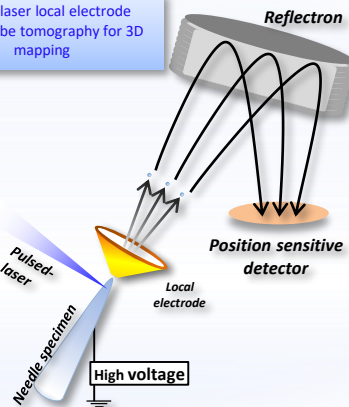 laser local electrode
be tomography for 3D
mapping
Reflectron
Position sensitive
detector
Local
electrode
Pulsed-
laser
Needle specimen
High voltage